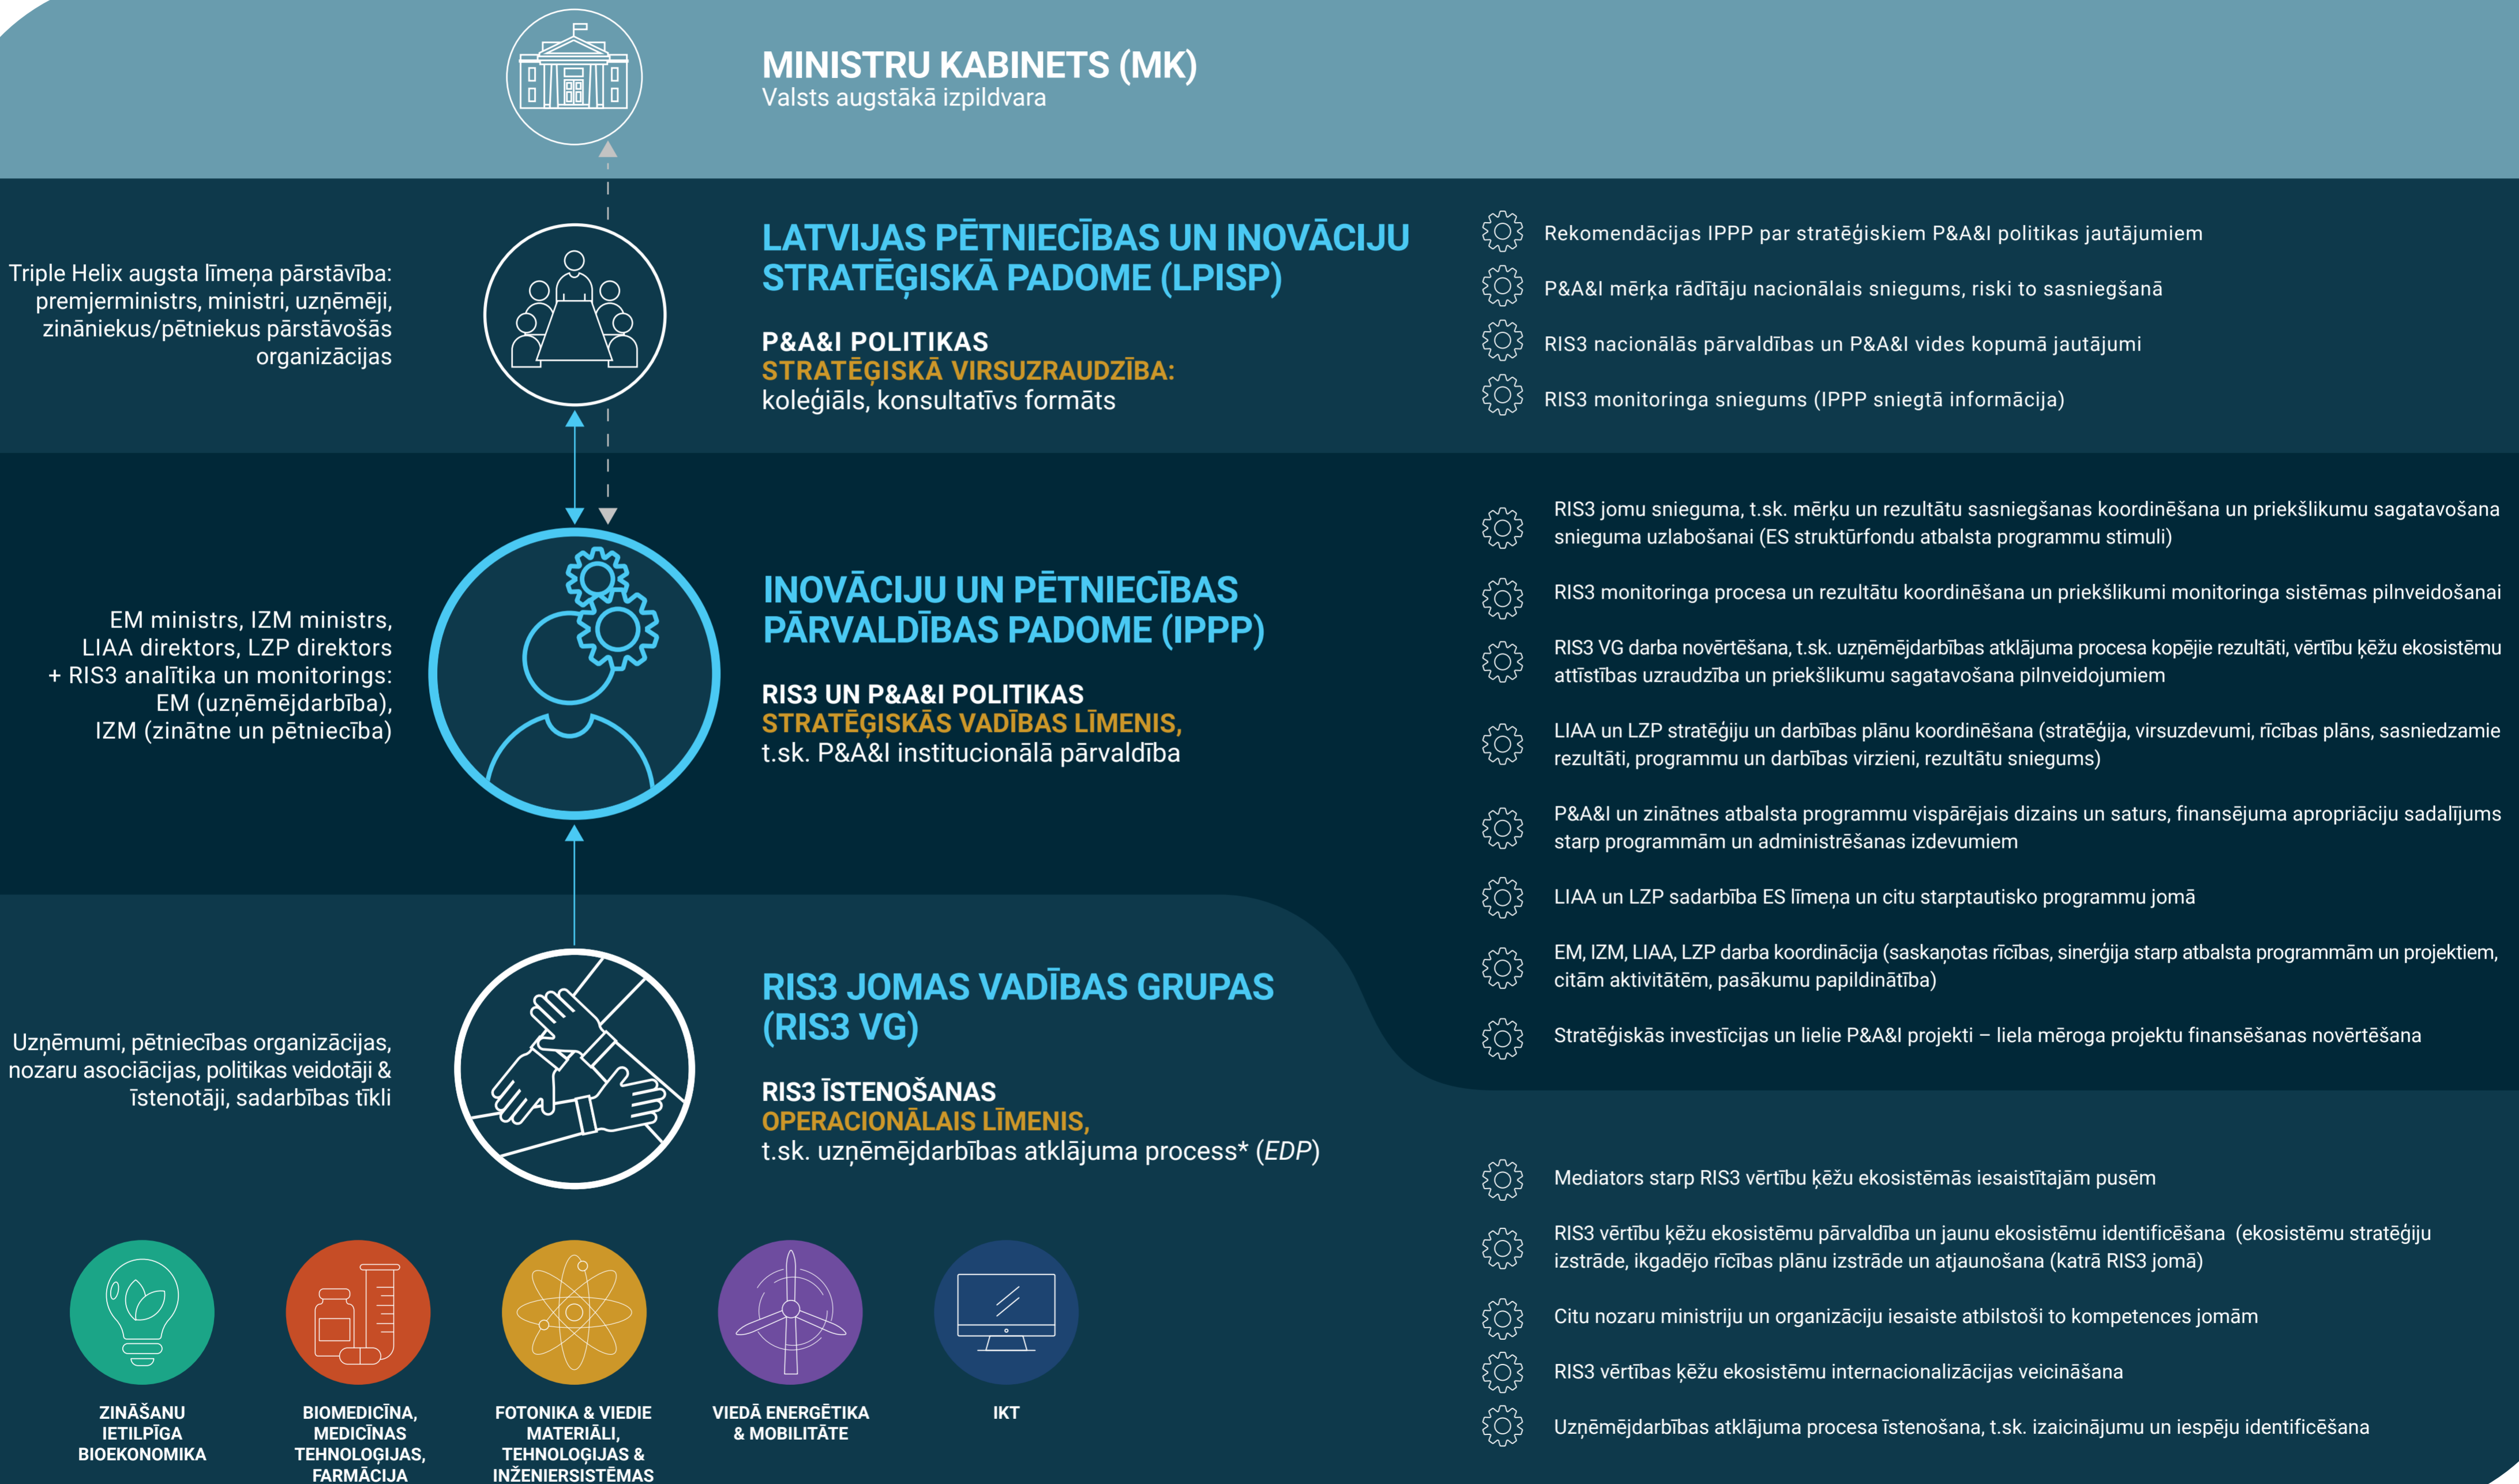 MINISTRU KABINETS (MK)
Valsts augstākā izpildvara
Triple Helix augsta līmeņa pārstāvība:
premjerministrs, ministri, uzņēmēji,
zināniekus/pētniekus pārstāvošās
organizācijas
LATVIJAS PĒTNIECĪBAS UN INOVĀCIJU
STRATĒĢISKĀ PADOME (LPISP)
P&A&I POLITIKAS
STRATĒĢISKĀ VIRSUZRAUDZĪBA:
koleģiāls, konsultatīvs formāts
Rekomendācijas IPPP par stratēģiskiem P&A&I politikas jautājumiem
P&A&I mērķa rādītāju nacionālais sniegums, riski to sasniegšanā
RIS3 nacionālās pārvaldības un P&A&I vides kopumā jautājumi
RIS3 monitoringa sniegums (IPPP sniegtā informācija)
EM ministrs, IZM ministrs,
LIAA direktors, LZP direktors
+ RIS3 analītika un monitorings:
EM (uzņēmējdarbība),
IZM (zinātne un pētniecība)
INOVĀCIJU UN PĒTNIECĪBAS
PĀRVALDĪBAS PADOME (IPPP)
RIS3 UN P&A&I POLITIKAS
STRATĒĢISKĀS VADĪBAS LĪMENIS,
t.sk. P&A&I institucionālā pārvaldība
RIS3 jomu snieguma, t.sk. mērķu un rezultātu sasniegšanas koordinēšana un priekšlikumu sagatavošana
snieguma uzlabošanai (ES struktūrfondu atbalsta programmu stimuli)
RIS3 monitoringa procesa un rezultātu koordinēšana un priekšlikumi monitoringa sistēmas pilnveidošanai
RIS3 VG darba novērtēšana, t.sk. uzņēmējdarbības atklājuma procesa kopējie rezultāti, vērtību ķēžu ekosistēmu
attīstības uzraudzība un priekšlikumu sagatavošana pilnveidojumiem
LIAA un LZP stratēģiju un darbības plānu koordinēšana (stratēģija, virsuzdevumi, rīcības plāns, sasniedzamie
rezultāti, programmu un darbības virzieni, rezultātu sniegums)
P&A&I un zinātnes atbalsta programmu vispārējais dizains un saturs, finansējuma apropriāciju sadalījums
starp programmām un administrēšanas izdevumiem
LIAA un LZP sadarbība ES līmeņa un citu starptautisko programmu jomā
EM, IZM, LIAA, LZP darba koordinācija (saskaņotas rīcības, sinerģija starp atbalsta programmām un projektiem,
citām aktivitātēm, pasākumu papildinātība)
Stratēģiskās investīcijas un lielie P&A&I projekti – liela mēroga projektu finansēšanas novērtēšana
Uzņēmumi, pētniecības organizācijas,
nozaru asociācijas, politikas veidotāji &
īstenotāji, sadarbības tīkli
RIS3 JOMAS VADĪBAS GRUPAS
(RIS3 VG)
RIS3 ĪSTENOŠANAS
OPERACIONĀLAIS LĪMENIS,
t.sk. uzņēmējdarbības atklājuma process* (EDP)
Mediators starp RIS3 vērtību ķēžu ekosistēmās iesaistītajām pusēm
RIS3 vērtību ķēžu ekosistēmu pārvaldība un jaunu ekosistēmu identificēšana (ekosistēmu stratēģiju
izstrāde, ikgadējo rīcības plānu izstrāde un atjaunošana (katrā RIS3 jomā)
Citu nozaru ministriju un organizāciju iesaiste atbilstoši to kompetences jomām
RIS3 vērtības ķēžu ekosistēmu internacionalizācijas veicināšana
Uzņēmējdarbības atklājuma procesa īstenošana, t.sk. izaicinājumu un iespēju identificēšana
ZINĀŠANU
IETILPĪGA
BIOEKONOMIKA
BIOMEDICĪNA,
MEDICĪNAS
TEHNOLOĢIJAS,
FARMĀCIJA
FOTONIKA & VIEDIE
MATERIĀLI,
TEHNOLOĢIJAS &
INŽENIERSISTĒMAS
VIEDĀ ENERGĒTIKA
& MOBILITĀTE
IKT